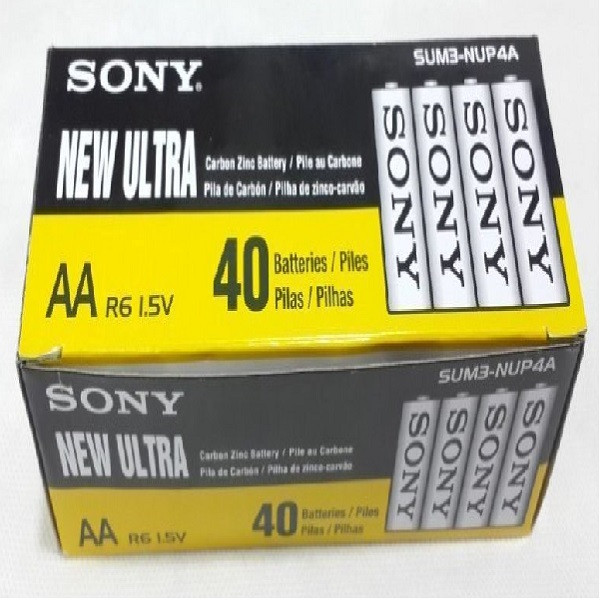 SONY
SUM3-NUP4A
NEW ULTRA
Carbon Zinc Battery / Pile au Carbone
Pila de Carbón / Pilha de zinco-carvão
SONY
SONY
SONY
SONY
AA R6 1.5V
40
Batteries / Piles
Pilas / Pilhas
SONY
SUM3-NUP4A
NEW ULTRA
Carbon Zinc Battery / Pile au Carbone
Pila de Carbón / Pilha de zinco-carvão
SONY
SONY
SONY
SONY
AA R6 1.5V
40
Batteries / Piles
Pilas / Pilhas